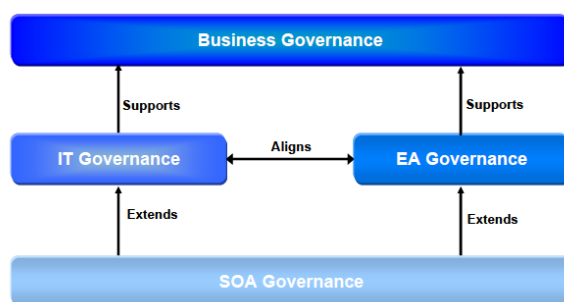 Business Governance
Supports
Supports
IT Governance
Aligns
EA Governance
Extends
Extends
SOA Governance